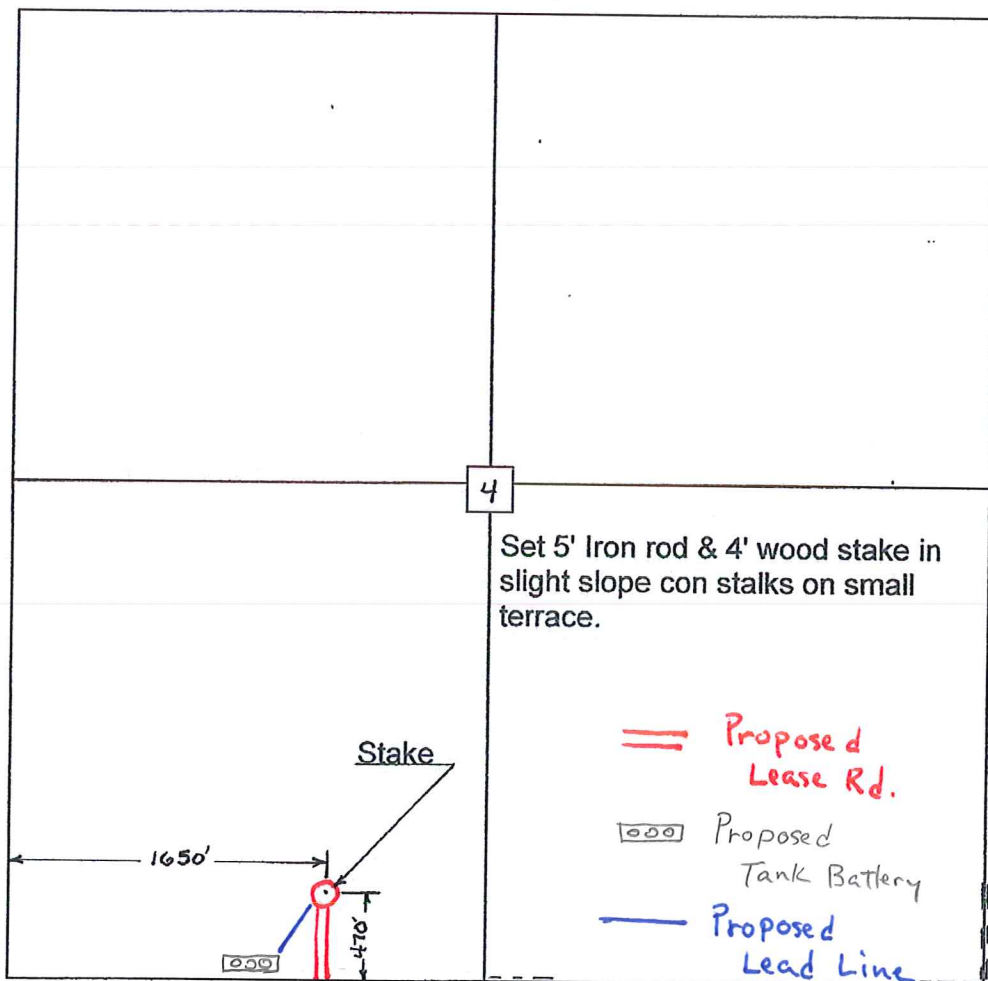 4
Set 5' Iron rod & 4' wood stake in
slight slope con stalks on small
terrace.
Stake
1650'
470'
Proposed
Lease Rd.
Proposed
Tank Battery
Proposed
Lead Line